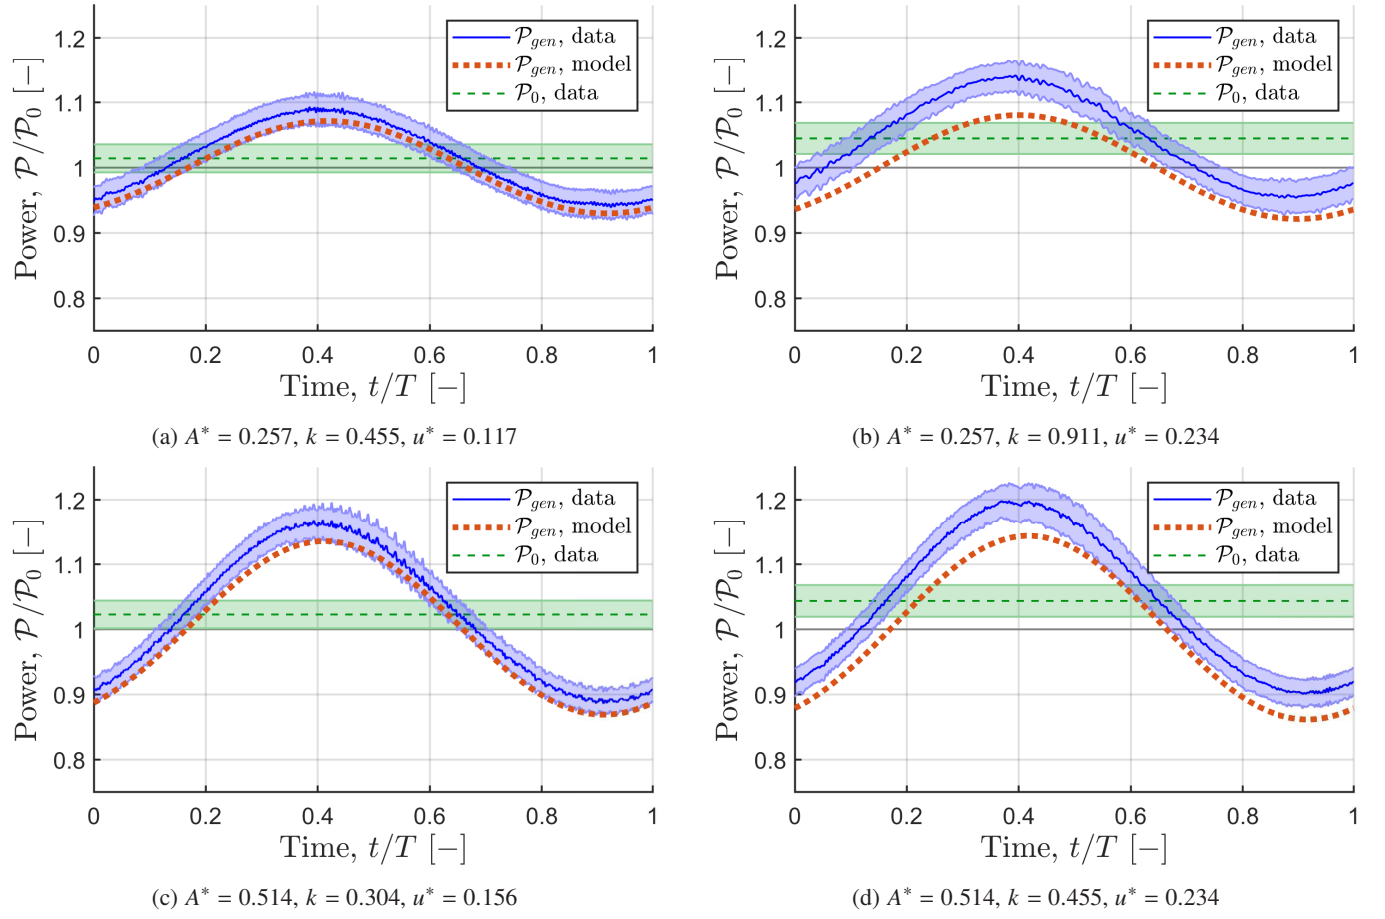 Power, 𝒫/𝒫₀ [−]
1.2
1.1
1
0.9
0.8
𝒫gen, data
𝒫gen, model
𝒫₀, data
0 0.2 0.4 0.6 0.8 1
Time, t/T [−]
(a) A* = 0.257, k = 0.455, u* = 0.117
Power, 𝒫/𝒫₀ [−]
1.2
1.1
1
0.9
0.8
𝒫gen, data
𝒫gen, model
𝒫₀, data
0 0.2 0.4 0.6 0.8 1
Time, t/T [−]
(b) A* = 0.257, k = 0.911, u* = 0.234
Power, 𝒫/𝒫₀ [−]
1.2
1.1
1
0.9
0.8
𝒫gen, data
𝒫gen, model
𝒫₀, data
0 0.2 0.4 0.6 0.8 1
Time, t/T [−]
(c) A* = 0.514, k = 0.304, u* = 0.156
Power, 𝒫/𝒫₀ [−]
1.2
1.1
1
0.9
0.8
𝒫gen, data
𝒫gen, model
𝒫₀, data
0 0.2 0.4 0.6 0.8 1
Time, t/T [−]
(d) A* = 0.514, k = 0.455, u* = 0.234